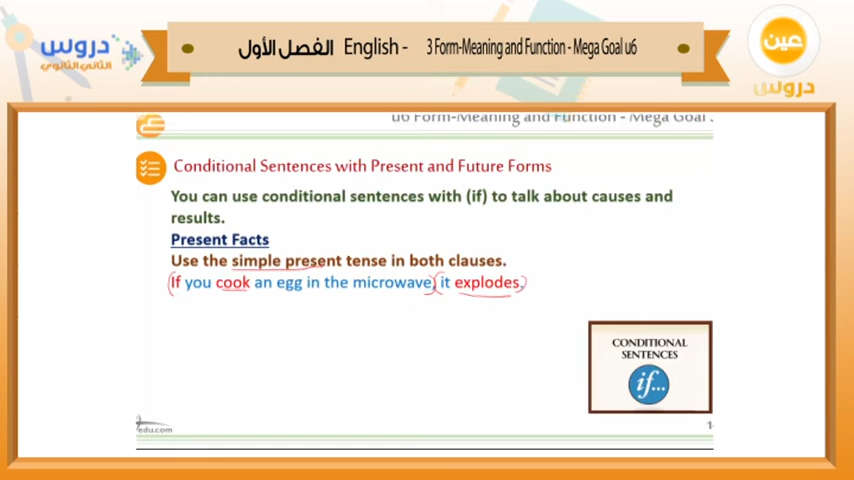 دروس
الثاني الثانوي
3 Form-Meaning and Function - Mega Goal u6 English - الفصل الأول
عين
دروس
u6 Form-Meaning and Function - Mega Goal 3
Conditional Sentences with Present and Future Forms
You can use conditional sentences with (if) to talk about causes and
results.
Present Facts
Use the simple present tense in both clauses.
If you cook an egg in the microwave, it explodes.
CONDITIONAL
SENTENCES
if...
edu.com